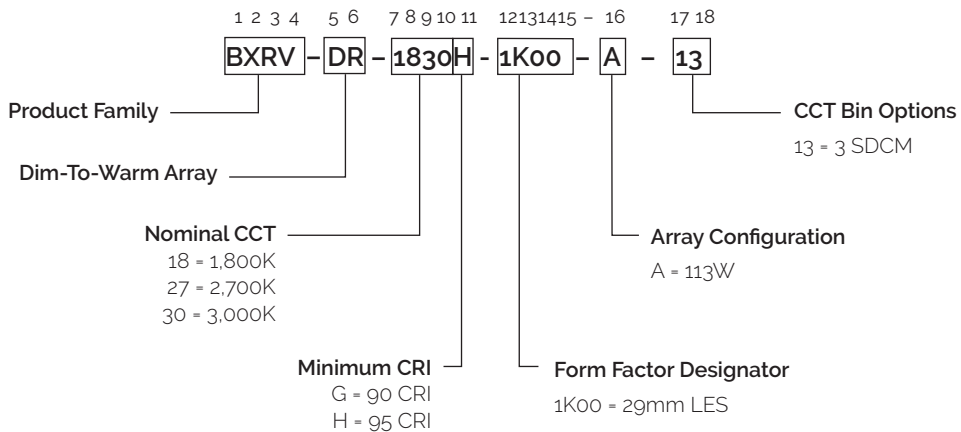 1 2 3 4 5 6 7 8 9 10 11 12131415 – 16 17 18
BXRV – DR – 1830H - 1K00 – A – 13
Product Family
CCT Bin Options
13 = 3 SDCM
Dim-To-Warm Array
Nominal CCT
18 = 1,800K
27 = 2,700K
30 = 3,000K
Array Configuration
A = 113W
Minimum CRI
G = 90 CRI
H = 95 CRI
Form Factor Designator
1K00 = 29mm LES